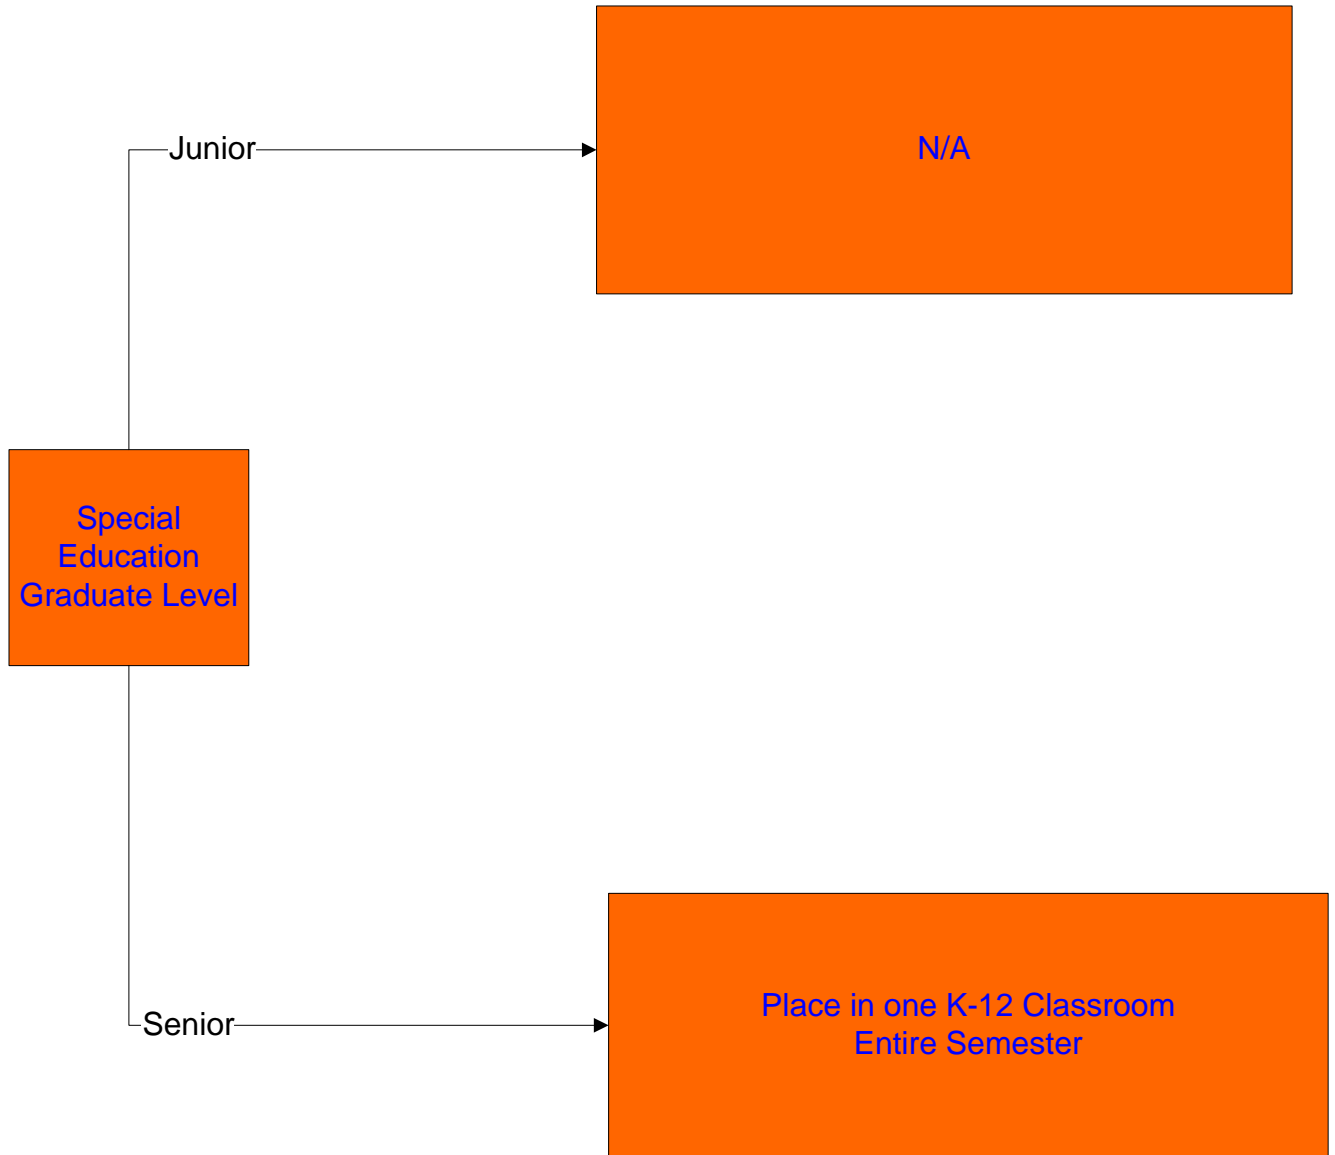 N/A
Junior
Special
Education
Graduate Level
Senior
Place in one K-12 Classroom
Entire Semester